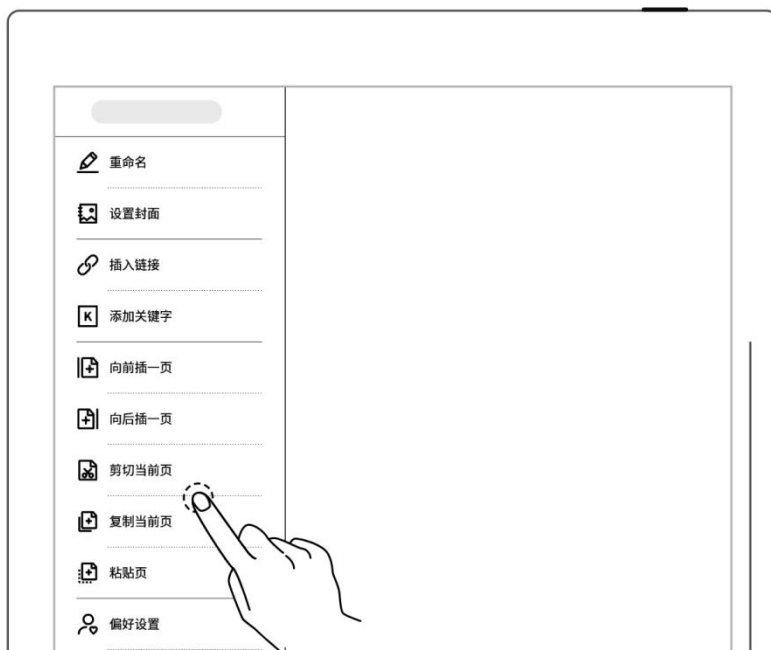 重命名
设置封面
插入链接
K 添加关键字
向前插一页
向后插一页
剪切当前页
复制当前页
粘贴页
偏好设置